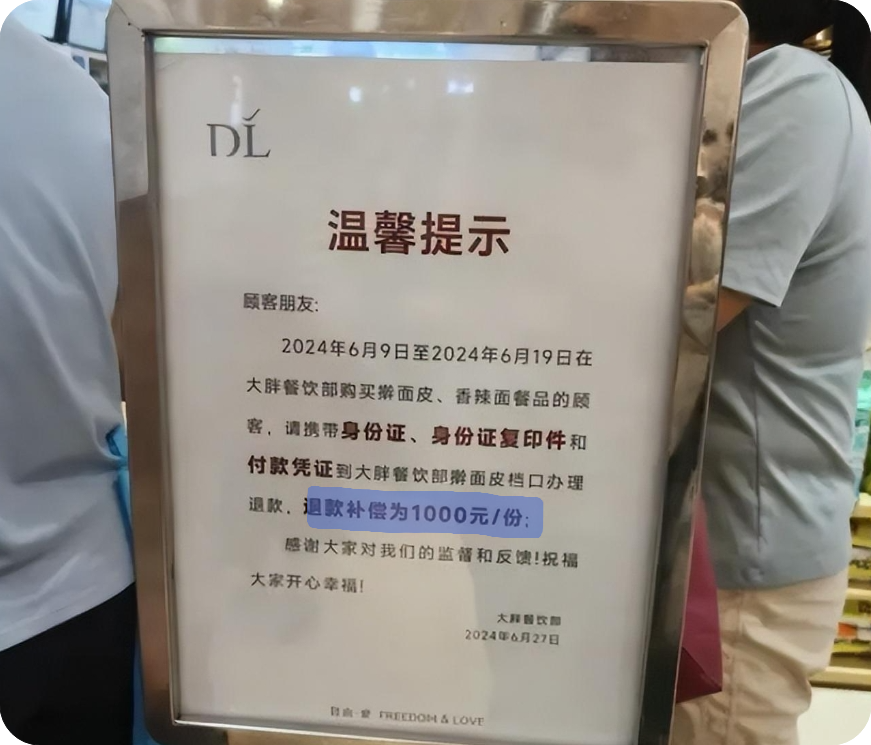 DL
温馨提示
顾客朋友:
2024年6月9日至2024年6月19日在
大胖餐饮部购买擀面皮、香辣面餐品的顾
客，请携带身份证、身份证复印件和
付款凭证到大胖餐饮部擀面皮档口办理
退款，退款补偿为1000元/份;
感谢大家对我们的监督和反馈!祝福
大家开心幸福!
大胖餐饮部
2024年6月27日
自由·爱 FREEDOM & LOVE